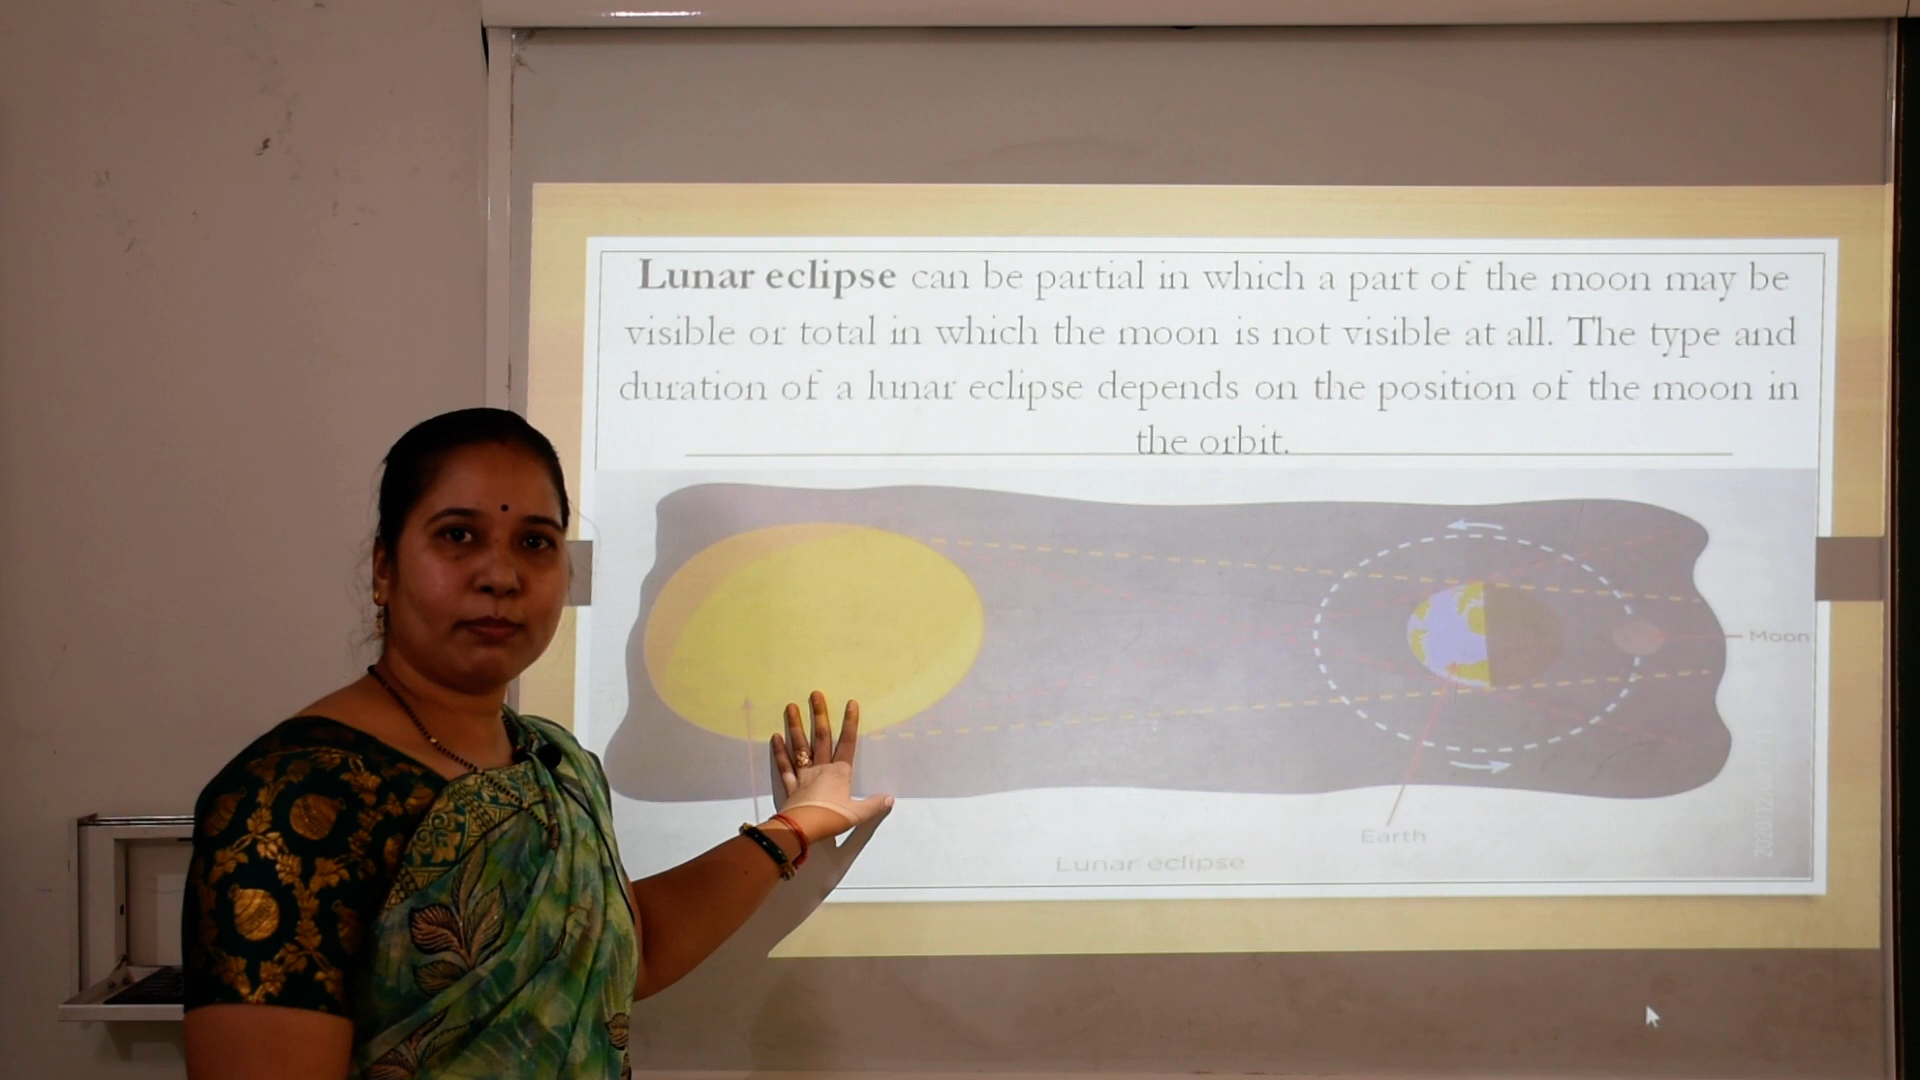 Lunar eclipse can be partial in which a part of the moon may be
visible or total in which the moon is not visible at all. The type and
duration of a lunar eclipse depends on the position of the moon in
the orbit.
Moon
Earth
Lunar eclipse